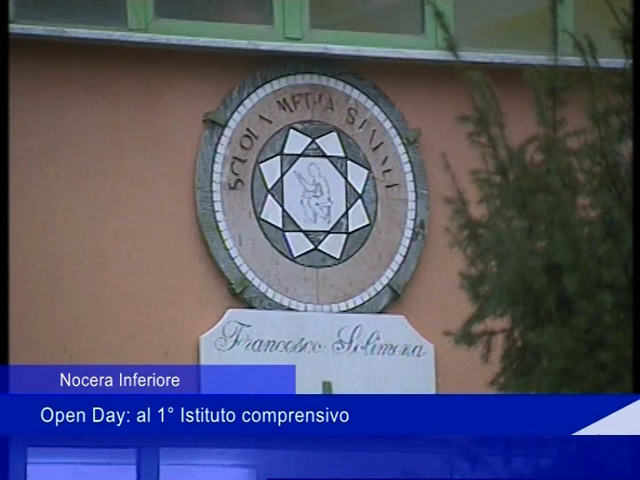 SCUOLA MEDIA STATALE
Francesco Solimena
Nocera Inferiore
Open Day: al 1° Istituto comprensivo